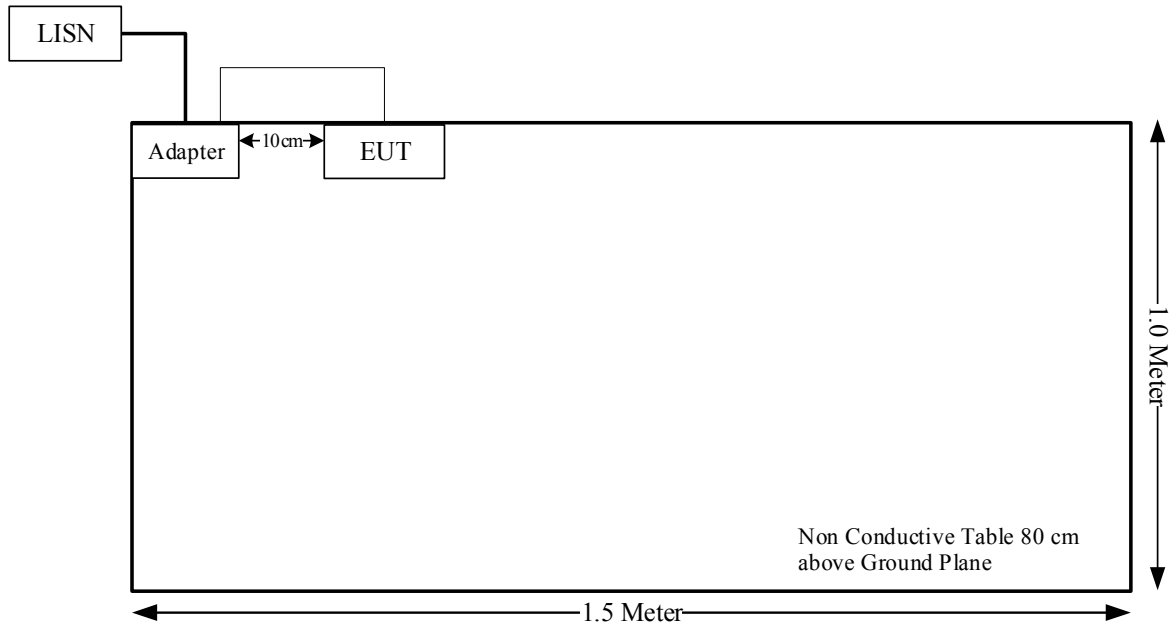 LISN
Adapter
10cm
EUT
1.0 Meter
Non Conductive Table 80 cm
above Ground Plane
1.5 Meter